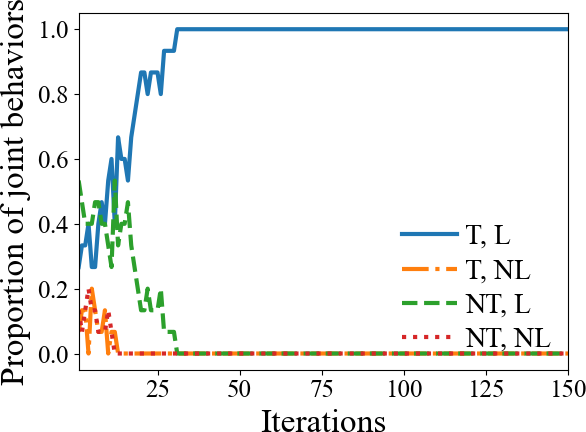 Proportion of joint behaviors
1.0
0.8
0.6
0.4
0.2
0.0
T, L
T, NL
NT, L
NT, NL
25 50 75 100 125 150
Iterations